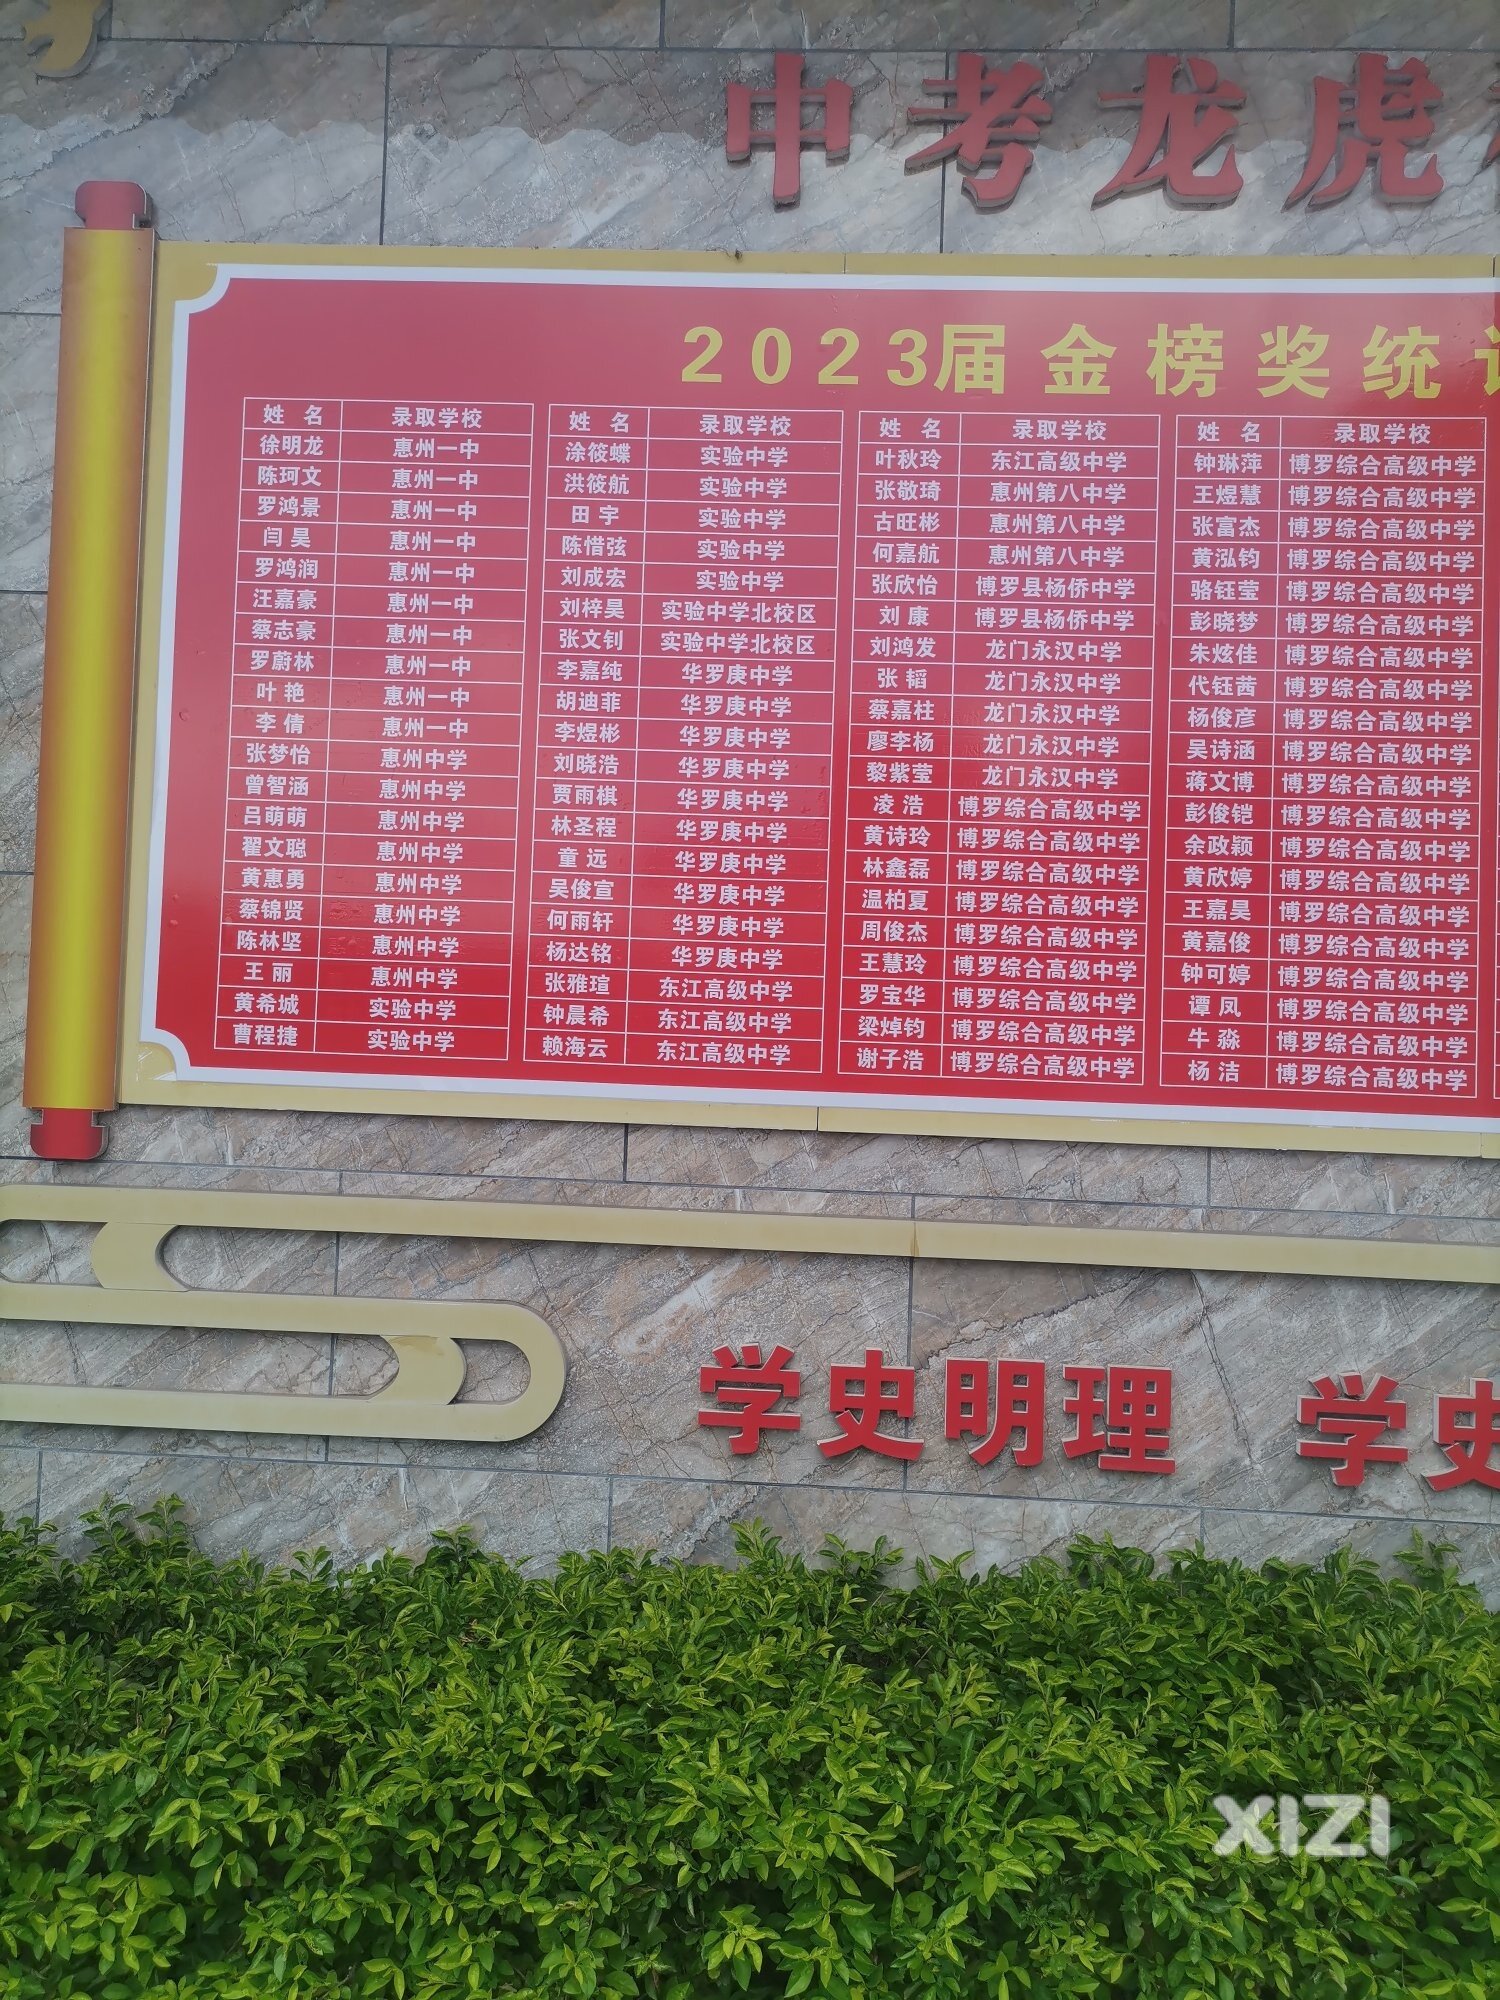 中考龙虎
2023届金榜奖统
姓 名 录取学校
徐明龙 惠州一中
陈珂文 惠州一中
罗鸿景 惠州一中
闫昊 惠州一中
罗鸿润 惠州一中
汪嘉豪 惠州一中
蔡志豪 惠州一中
罗蔚林 惠州一中
叶艳 惠州一中
李倩 惠州一中
张梦怡 惠州中学
曾智涵 惠州中学
吕萌萌 惠州中学
翟文聪 惠州中学
黄惠勇 惠州中学
蔡锦贤 惠州中学
陈林坚 惠州中学
王丽 惠州中学
黄希城 实验中学
曹程捷 实验中学
姓 名 录取学校
涂筱蝶 实验中学
洪筱航 实验中学
田宇 实验中学
陈惜弦 实验中学
刘成宏 实验中学
刘梓昊 实验中学北校区
张文钊 实验中学北校区
李嘉纯 华罗庚中学
胡迪菲 华罗庚中学
李煜彬 华罗庚中学
刘晓浩 华罗庚中学
贾雨棋 华罗庚中学
林圣程 华罗庚中学
童远 华罗庚中学
吴俊宣 华罗庚中学
何雨轩 华罗庚中学
杨达铭 华罗庚中学
张雅瑄 东江高级中学
钟晨希 东江高级中学
赖海云 东江高级中学
姓 名 录取学校
叶秋玲 东江高级中学
张敬琦 惠州第八中学
古旺彬 惠州第八中学
何嘉航 惠州第八中学
张欣怡 博罗县杨侨中学
刘康 博罗县杨侨中学
刘鸿发 龙门永汉中学
张韬 龙门永汉中学
蔡嘉柱 龙门永汉中学
廖李杨 龙门永汉中学
黎紫莹 龙门永汉中学
凌浩 博罗综合高级中学
黄诗玲 博罗综合高级中学
林鑫磊 博罗综合高级中学
温柏夏 博罗综合高级中学
周俊杰 博罗综合高级中学
王慧玲 博罗综合高级中学
罗宝华 博罗综合高级中学
梁焯钧 博罗综合高级中学
谢子浩 博罗综合高级中学
姓 名 录取学校
钟琳萍 博罗综合高级中学
王煜慧 博罗综合高级中学
张富杰 博罗综合高级中学
黄泓钧 博罗综合高级中学
骆钰莹 博罗综合高级中学
彭晓梦 博罗综合高级中学
朱炫佳 博罗综合高级中学
代钰茜 博罗综合高级中学
杨俊彦 博罗综合高级中学
吴诗涵 博罗综合高级中学
蒋文博 博罗综合高级中学
彭俊铠 博罗综合高级中学
余政颖 博罗综合高级中学
黄欣婷 博罗综合高级中学
王嘉昊 博罗综合高级中学
黄嘉俊 博罗综合高级中学
钟可婷 博罗综合高级中学
谭凤 博罗综合高级中学
牛淼 博罗综合高级中学
杨洁 博罗综合高级中学
学史明理 学史
XIZI